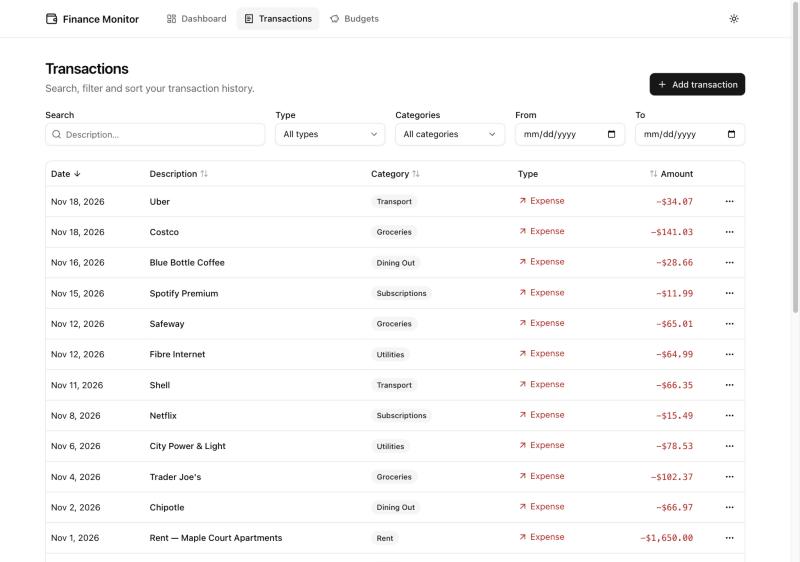 Finance Monitor Dashboard Transactions Budgets
Transactions
Search, filter and sort your transaction history.
Add transaction
Search Type Categories From To
Description... All types All categories mm/dd/yyyy mm/dd/yyyy
Date Description Category Type Amount
Nov 18, 2026 Uber Transport Expense -$34.07
Nov 18, 2026 Costco Groceries Expense -$141.03
Nov 16, 2026 Blue Bottle Coffee Dining Out Expense -$28.66
Nov 15, 2026 Spotify Premium Subscriptions Expense -$11.99
Nov 12, 2026 Safeway Groceries Expense -$65.01
Nov 12, 2026 Fibre Internet Utilities Expense -$64.99
Nov 11, 2026 Shell Transport Expense -$66.35
Nov 8, 2026 Netflix Subscriptions Expense -$15.49
Nov 6, 2026 City Power & Light Utilities Expense -$78.53
Nov 4, 2026 Trader Joe's Groceries Expense -$102.37
Nov 2, 2026 Chipotle Dining Out Expense -$66.97
Nov 1, 2026 Rent — Maple Court Apartments Rent Expense -$1,650.00